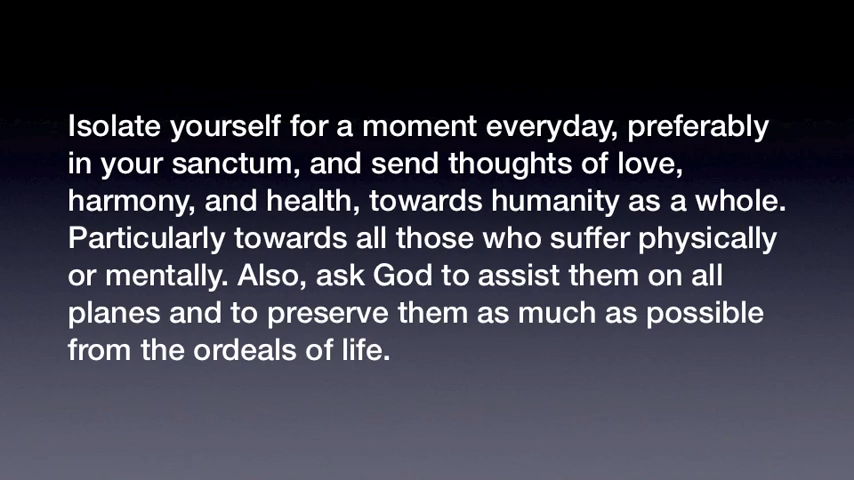 Isolate yourself for a moment everyday, preferably
in your sanctum, and send thoughts of love,
harmony, and health, towards humanity as a whole.
Particularly towards all those who suffer physically
or mentally. Also, ask God to assist them on all
planes and to preserve them as much as possible
from the ordeals of life.